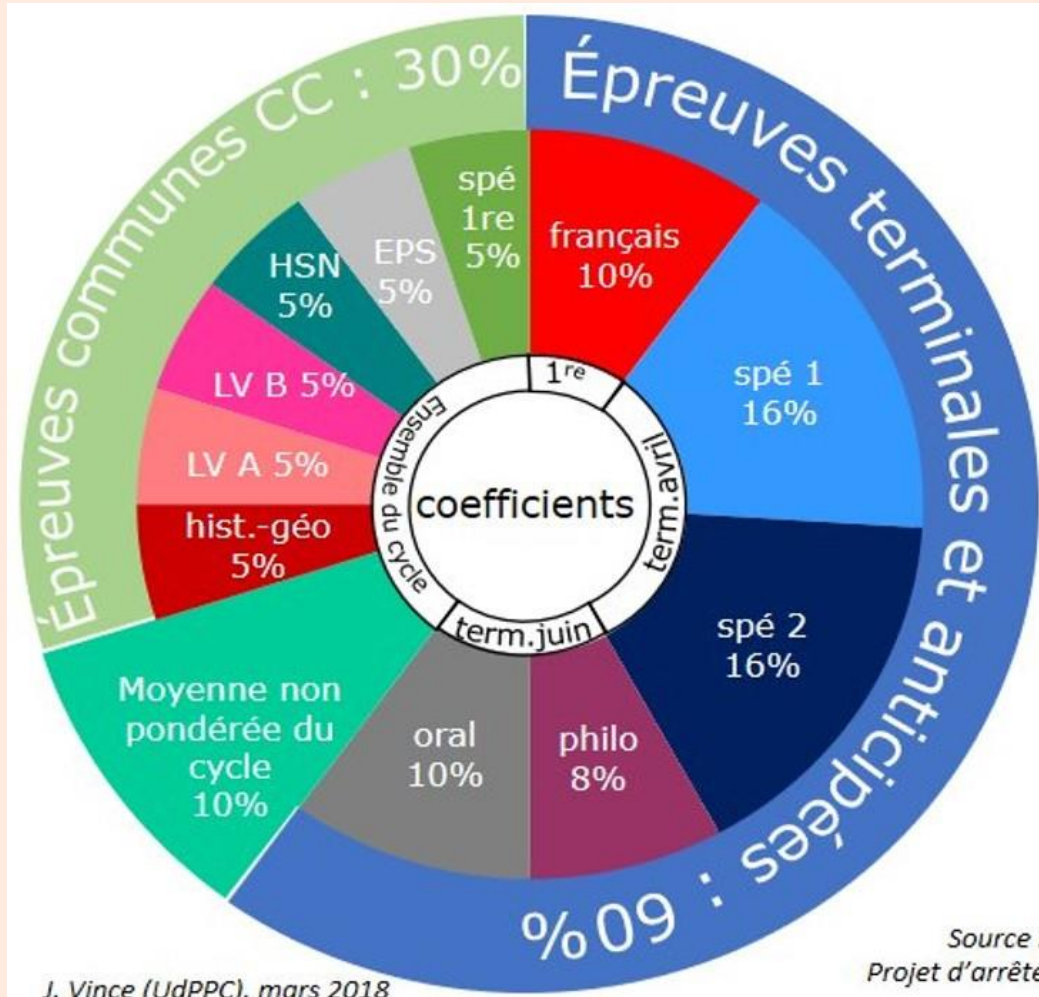 Épreuves communes CC : 30%
Épreuves terminales et anticipées : 60%
spé
1re
5%
français
10%
spé 1
16%
spé 2
16%
philo
8%
oral
10%
Moyenne non
pondérée du
cycle
10%
hist.-géo
5%
LV A 5%
LV B 5%
HSN
5%
EPS
5%
1re
term.avril
term.juin
Ensemble du cycle
coefficients
J. Vince (UdPPC), mars 2018
Source
Projet d'arrêté